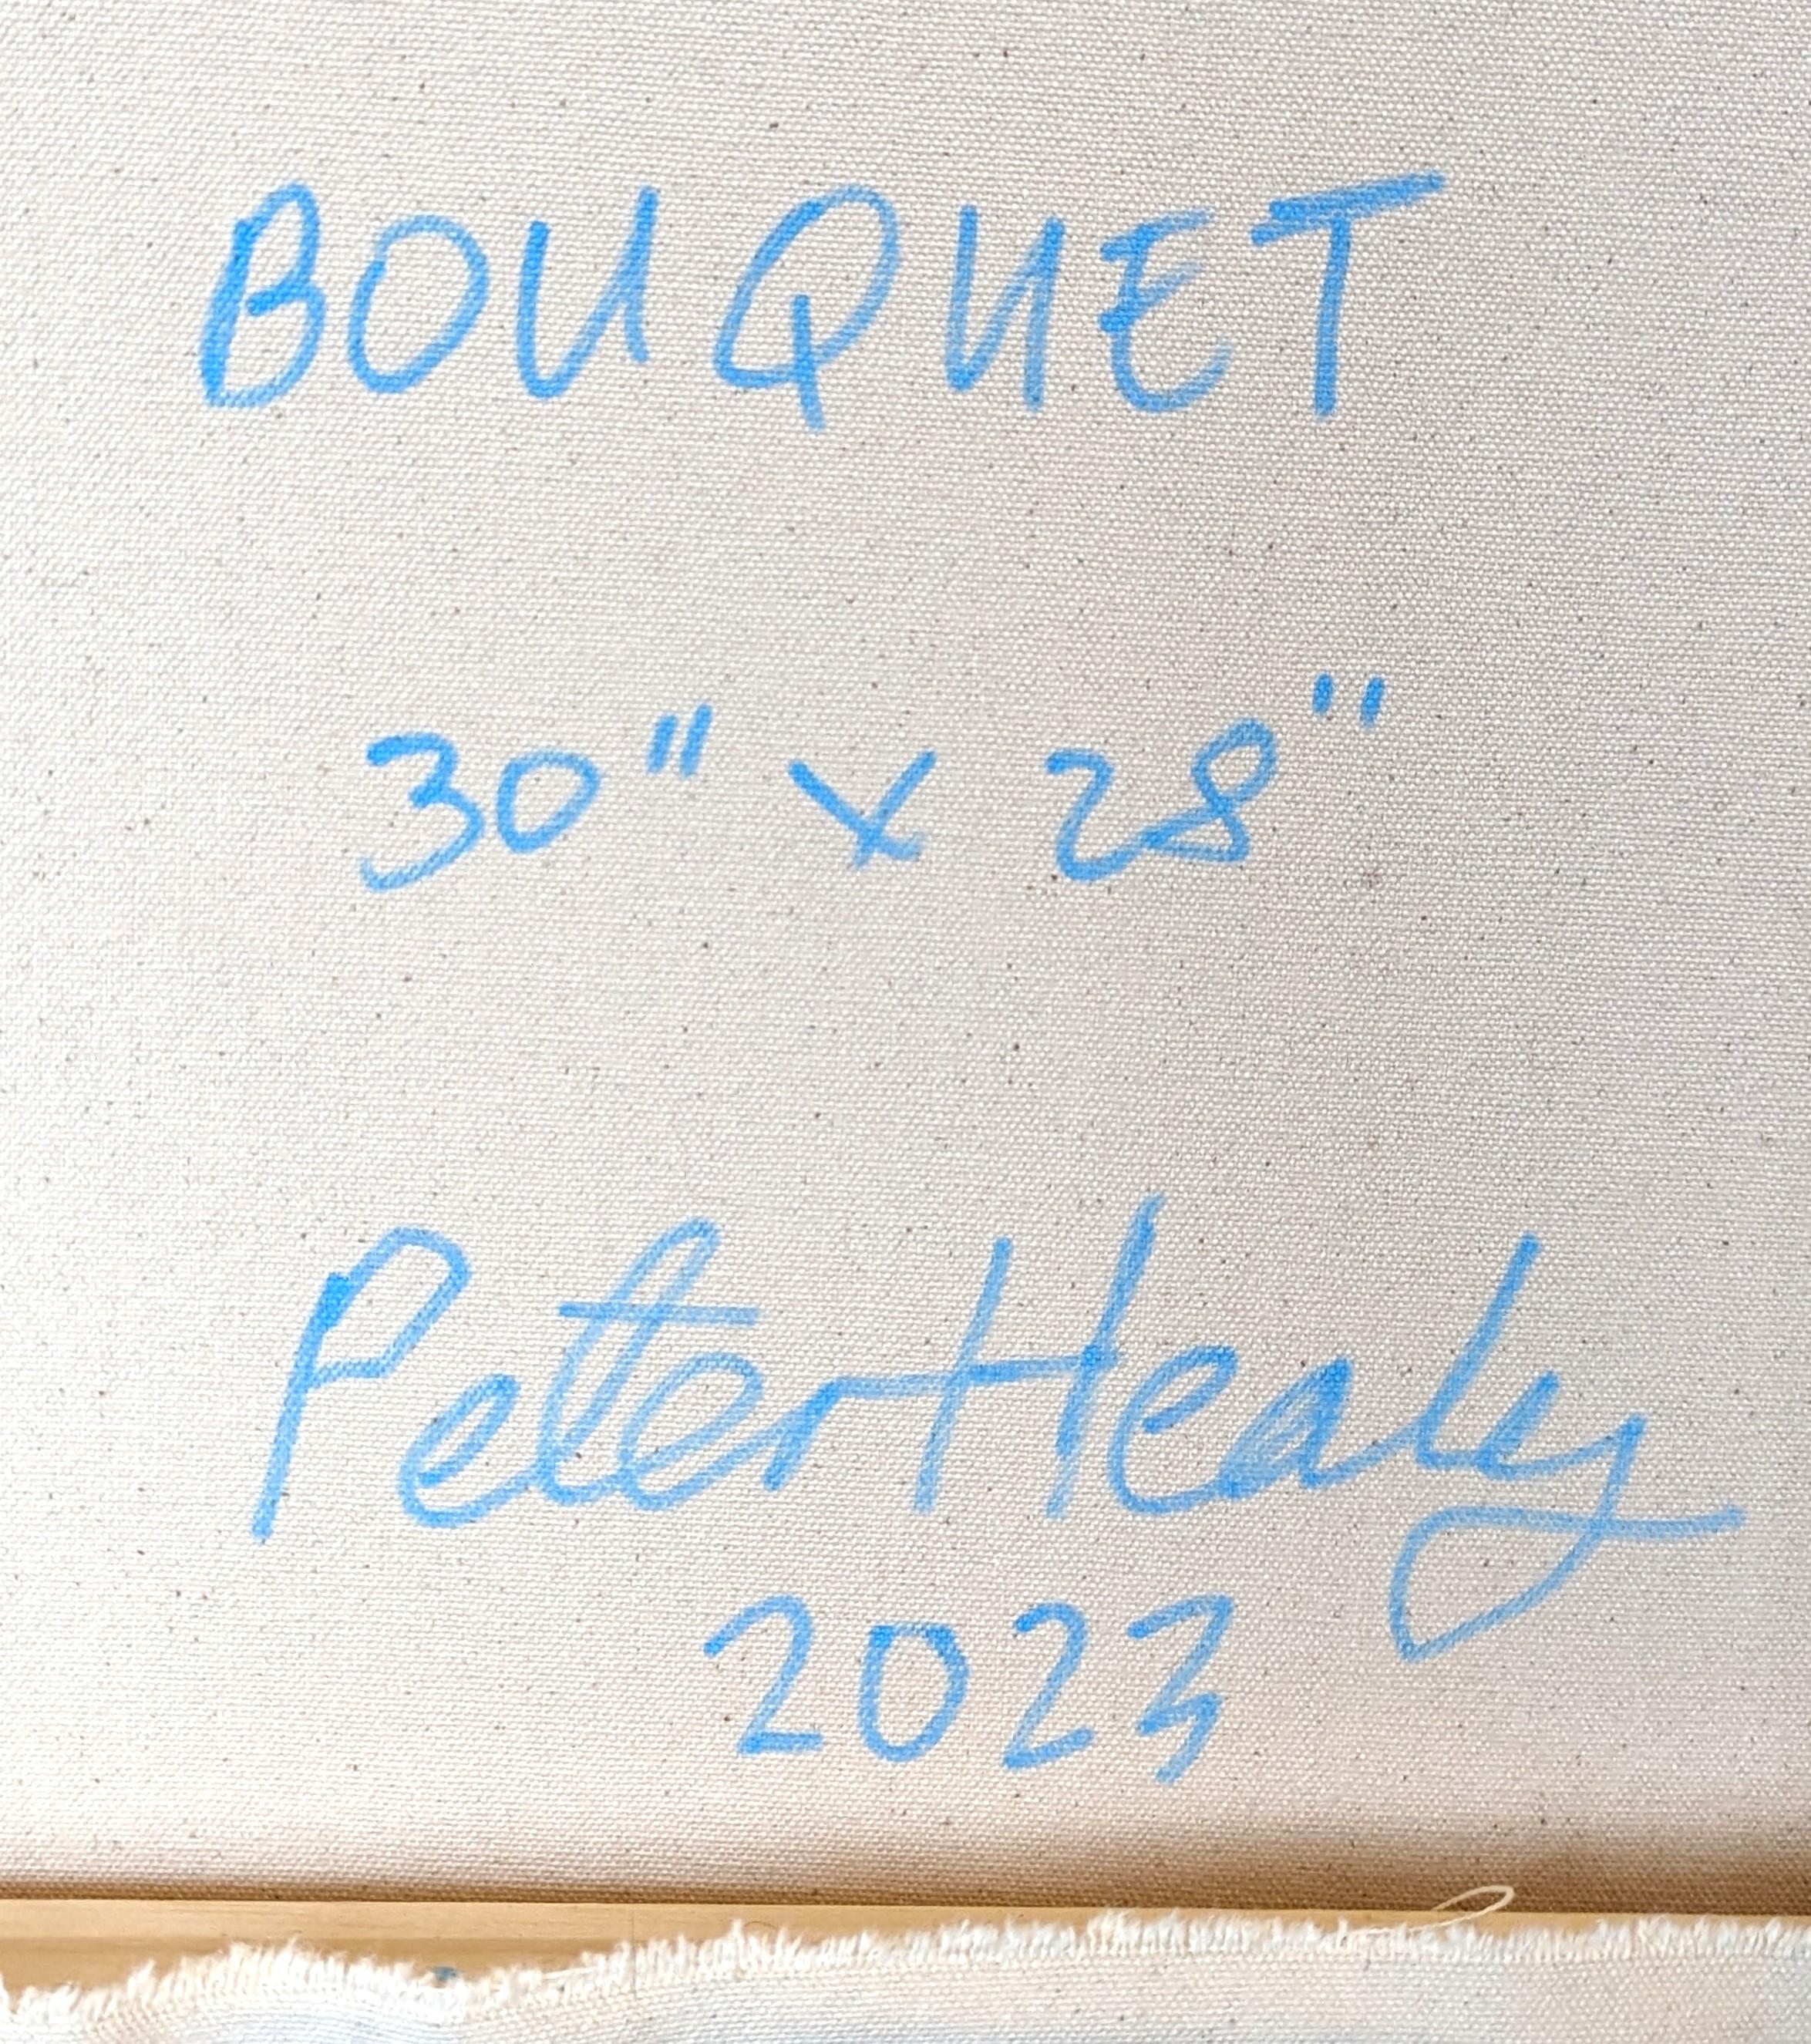 BOUQUET
30" x 28"
Peter Healy
2023